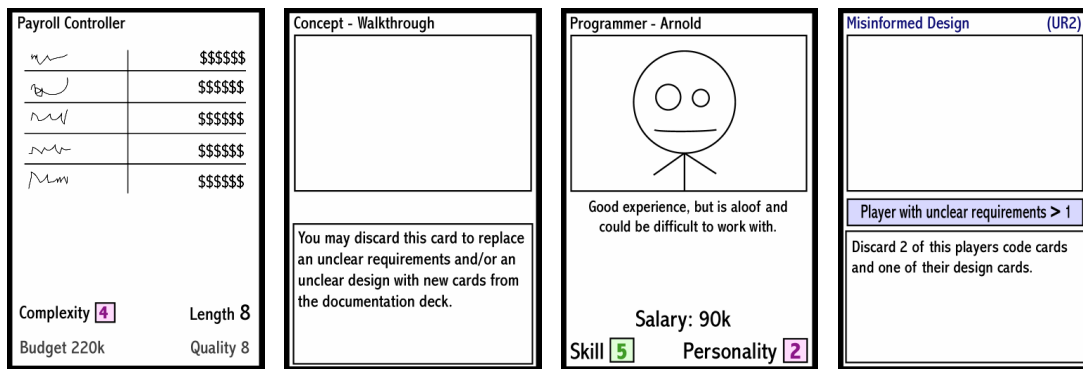 Payroll Controller
$$$$$$
$$$$$$
$$$$$$
$$$$$$
$$$$$$
Complexity 4 Length 8
Budget 220k Quality 8
Concept - Walkthrough
You may discard this card to replace
an unclear requirements and/or an
unclear design with new cards from
the documentation deck.
Programmer - Arnold
Good experience, but is aloof and
could be difficult to work with.
Salary: 90k
Skill 5 Personality 2
Misinformed Design (UR2)
Player with unclear requirements > 1
Discard 2 of this players code cards
and one of their design cards.